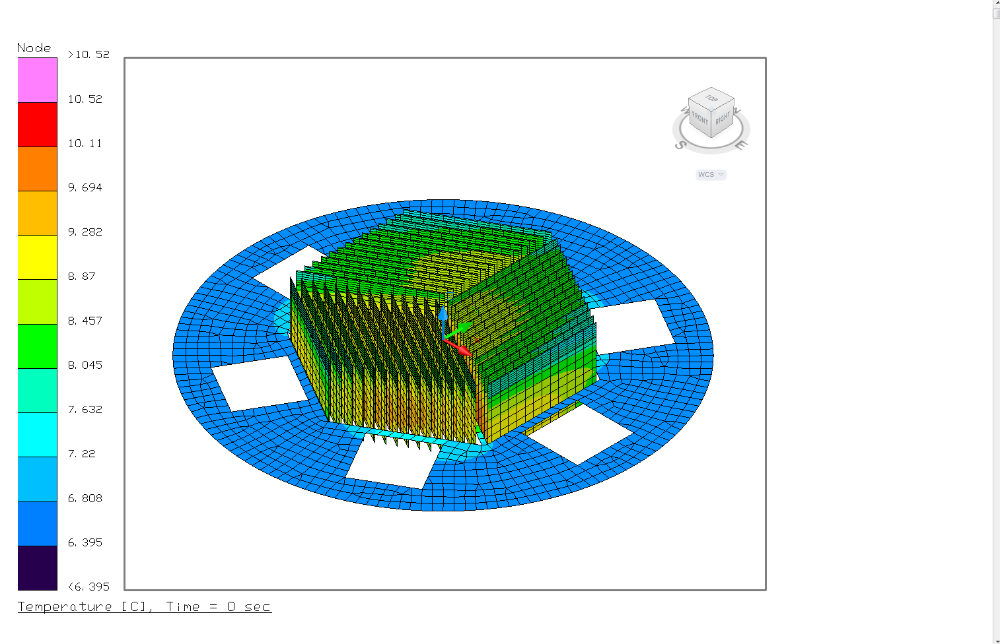 Node
>10.52
10.52
10.11
9.694
9.282
8.87
8.457
8.045
7.632
7.22
6.808
6.395
<6.395
Temperature [C], Time = 0 sec
TOP
FRONT
RIGHT
W
N
S
E
WCS